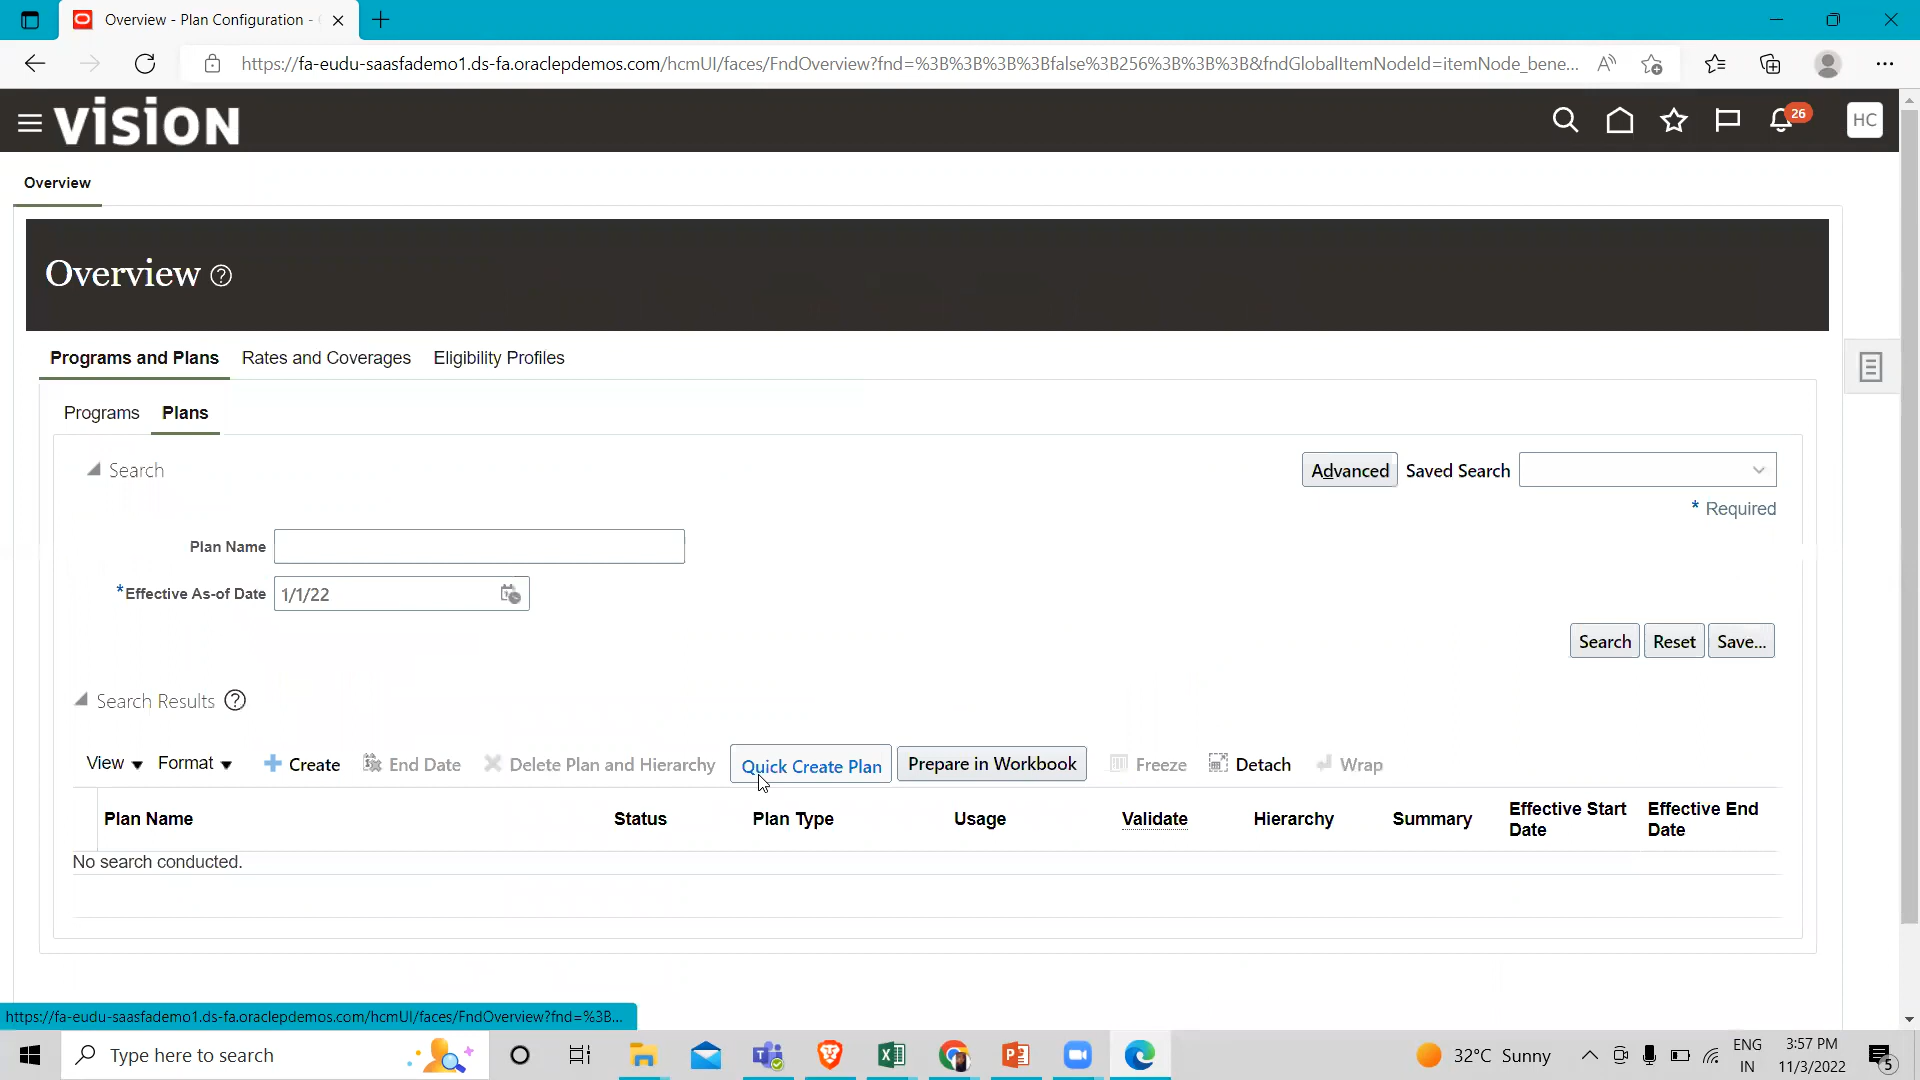 Overview - Plan Configuration -
https://fa-eudu-saasfademo1.ds-fa.oraclepdemos.com/hcmUI/faces/FndOverview?fnd=%3B%3B%3B%3Bfalse%3B256%3B%3B%3B&fndGlobalItemNodeId=itemNode_bene...
vision
26
HC
Overview
Overview ?
Programs and Plans Rates and Coverages Eligibility Profiles
Programs Plans
Search
Advanced Saved Search
* Required
Plan Name
*Effective As-of Date 1/1/22
Search Reset Save...
Search Results ?
View Format Create End Date Delete Plan and Hierarchy Quick Create Plan Prepare in Workbook Freeze Detach Wrap
Plan Name Status Plan Type Usage Validate Hierarchy Summary Effective Start Date Effective End Date
No search conducted.
https://fa-eudu-saasfademo1.ds-fa.oraclepdemos.com/hcmUI/faces/FndOverview?fnd=%3B...
Type here to search
32°C Sunny
ENG
IN
3:57 PM
11/3/2022
5